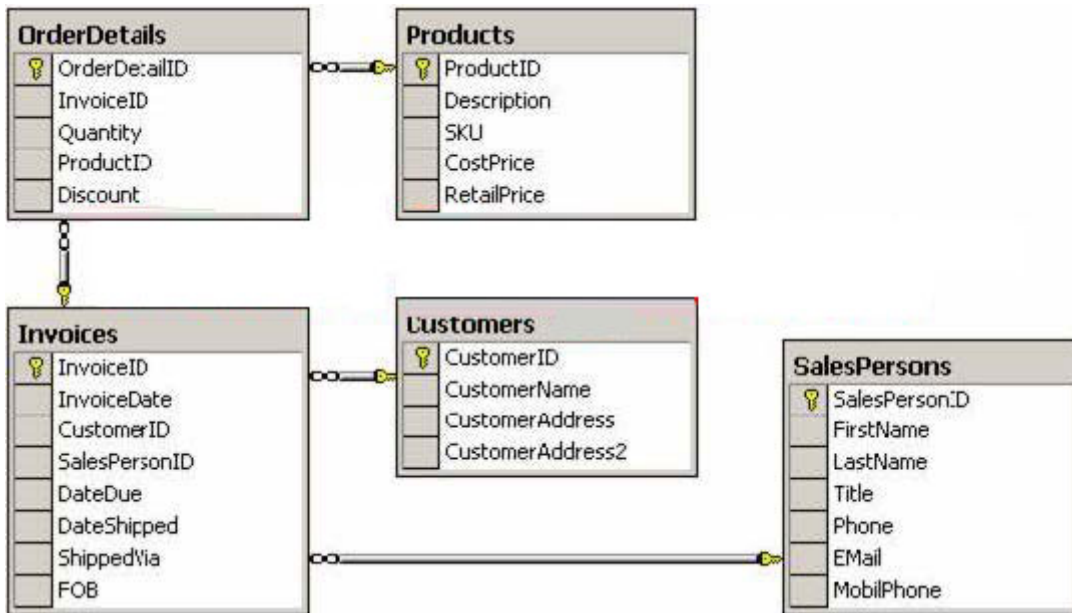 OrderDetails
OrderDetailID
InvoiceID
Quantity
ProductID
Discount
Products
ProductID
Description
SKU
CostPrice
RetailPrice
Invoices
InvoiceID
InvoiceDate
CustomerID
SalesPersonID
DateDue
DateShipped
ShippedVia
FOB
Customers
CustomerID
CustomerName
CustomerAddress
CustomerAddress2
SalesPersons
SalesPersonID
FirstName
LastName
Title
Phone
EMail
MobilPhone